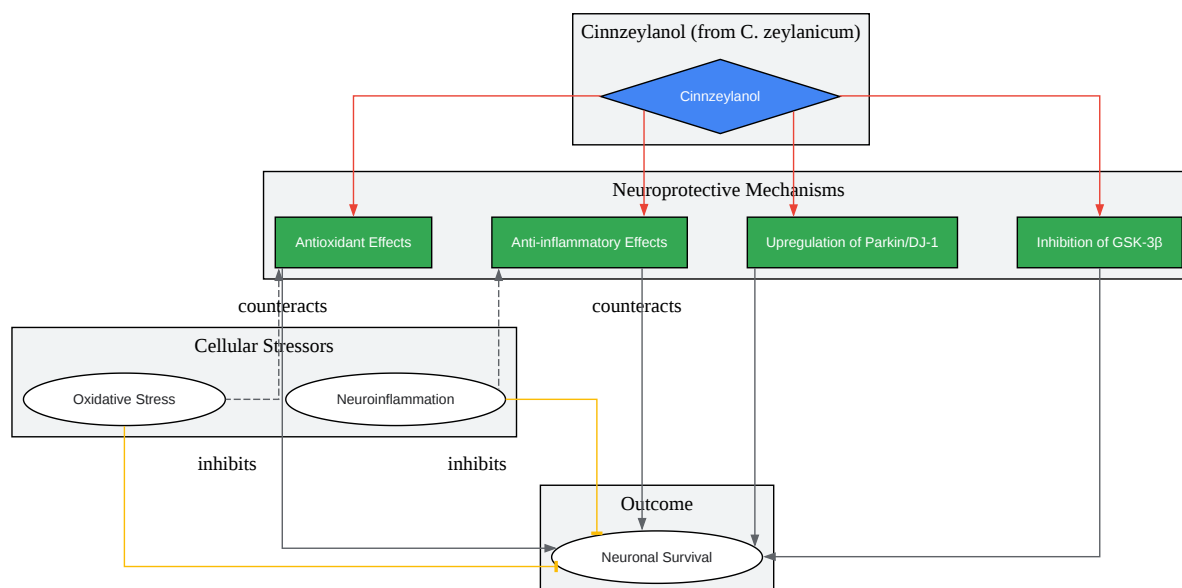 Cinnzeylanol (from C. zeylanicum)
Cinnzeylanol
Neuroprotective Mechanisms
Antioxidant Effects
Anti-inflammatory Effects
Upregulation of Parkin/DJ-1
Inhibition of GSK-3β
counteracts
counteracts
Cellular Stressors
Oxidative Stress
Neuroinflammation
inhibits
inhibits
Outcome
Neuronal Survival